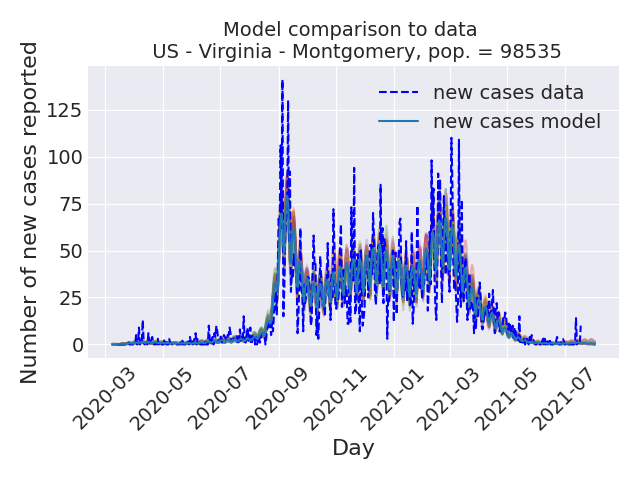 Model comparison to data
US - Virginia - Montgomery, pop. = 98535
Number of new cases reported
125
100
75
50
25
0
new cases data
new cases model
2020-03
2020-05
2020-07
2020-09
2020-11
2021-01
2021-03
2021-05
2021-07
Day